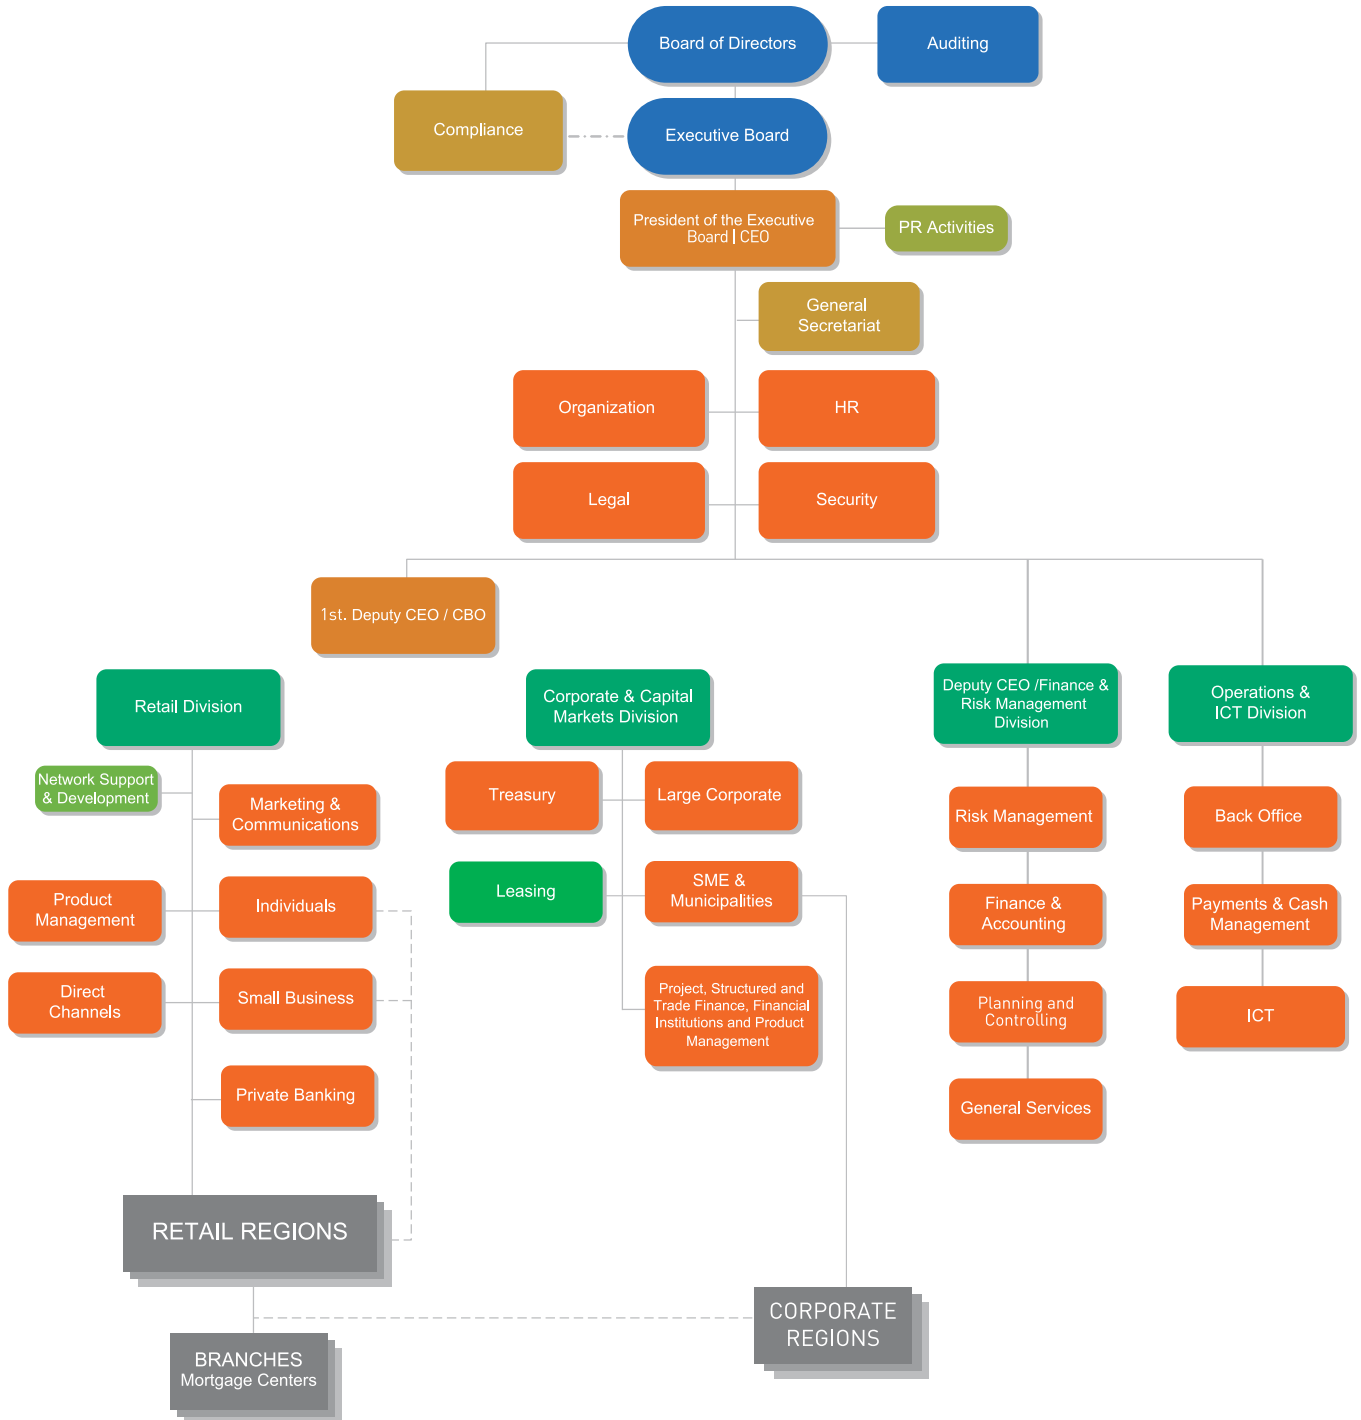 Board of Directors
Auditing
Compliance
Executive Board
President of the Executive
Board | CEO
PR Activities
General
Secretariat
Organization
HR
Legal
Security
1st. Deputy CEO / CBO
Retail Division
Corporate & Capital
Markets Division
Deputy CEO /Finance &
Risk Management
Division
Operations &
ICT Division
Network Support
& Development
Marketing &
Communications
Treasury
Large Corporate
Risk Management
Back Office
Product
Management
Individuals
Leasing
SME &
Municipalities
Finance &
Accounting
Payments & Cash
Management
Direct
Channels
Small Business
Project, Structured and
Trade Finance, Financial
Institutions and Product
Management
Planning and
Controlling
ICT
Private Banking
General Services
RETAIL REGIONS
CORPORATE
REGIONS
BRANCHES
Mortgage Centers